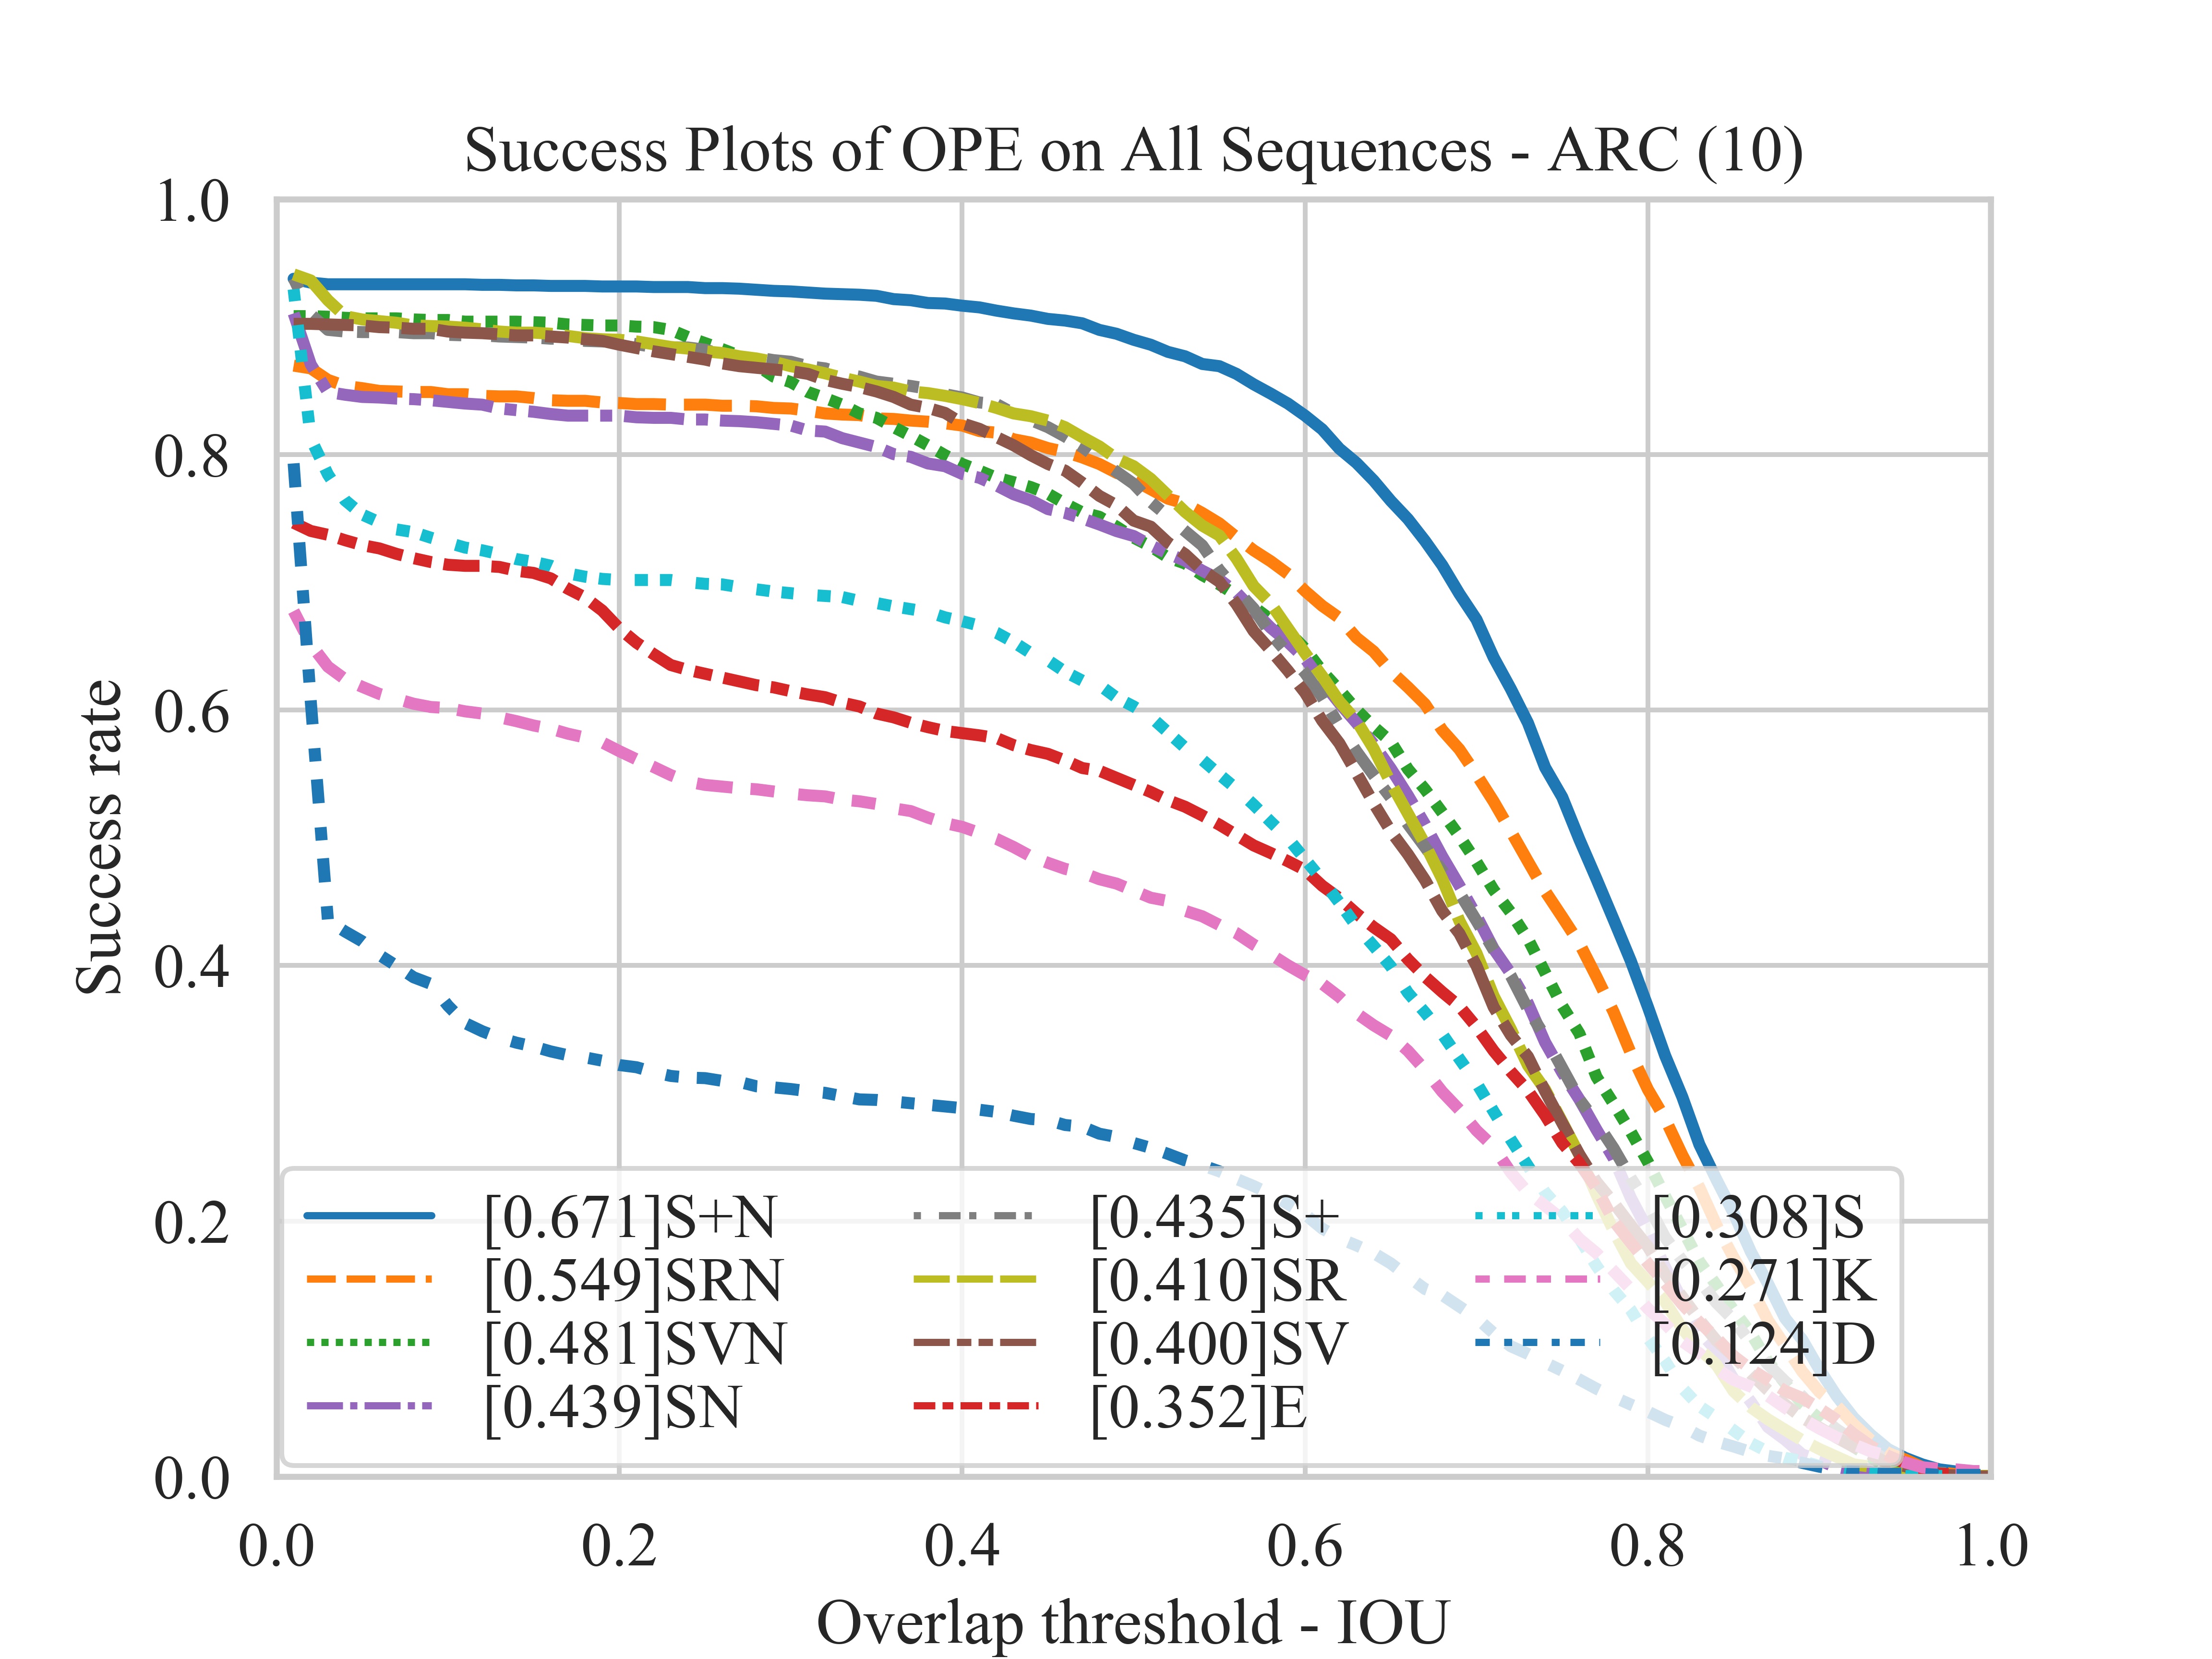 Success Plots of OPE on All Sequences - ARC (10)
1.0
0.8
0.6
0.4
0.2
0.0
Success rate
[0.671]S+N
[0.549]SRN
[0.481]SVN
[0.439]SN
[0.435]S+
[0.410]SR
[0.400]SV
[0.352]E
[0.308]S
[0.271]K
[0.124]D
0.0 0.2 0.4 0.6 0.8 1.0
Overlap threshold - IOU